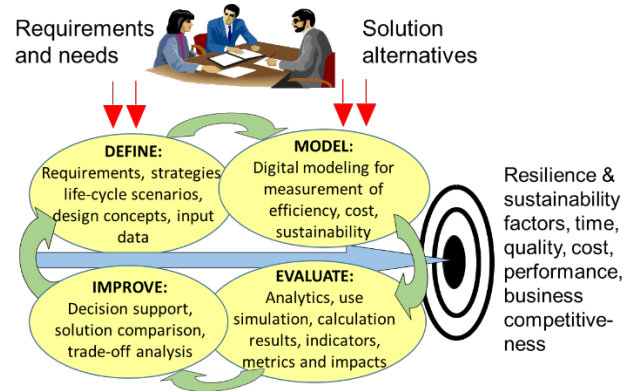 Requirements
and needs
Solution
alternatives
DEFINE:
Requirements, strategies
life-cycle scenarios,
design concepts, input
data
MODEL:
Digital modeling for
measurement of
efficiency, cost,
sustainability
IMPROVE:
Decision support,
solution comparison,
trade-off analysis
EVALUATE:
Analytics, use
simulation, calculation
results, indicators,
metrics and impacts
Resilience &
sustainability
factors, time,
quality, cost,
performance,
business
competitive-
ness